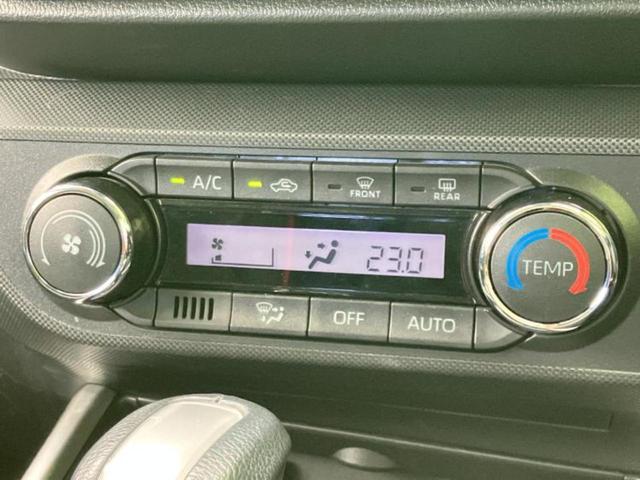 A/C
FRONT
REAR
23.0
TEMP
OFF
AUTO